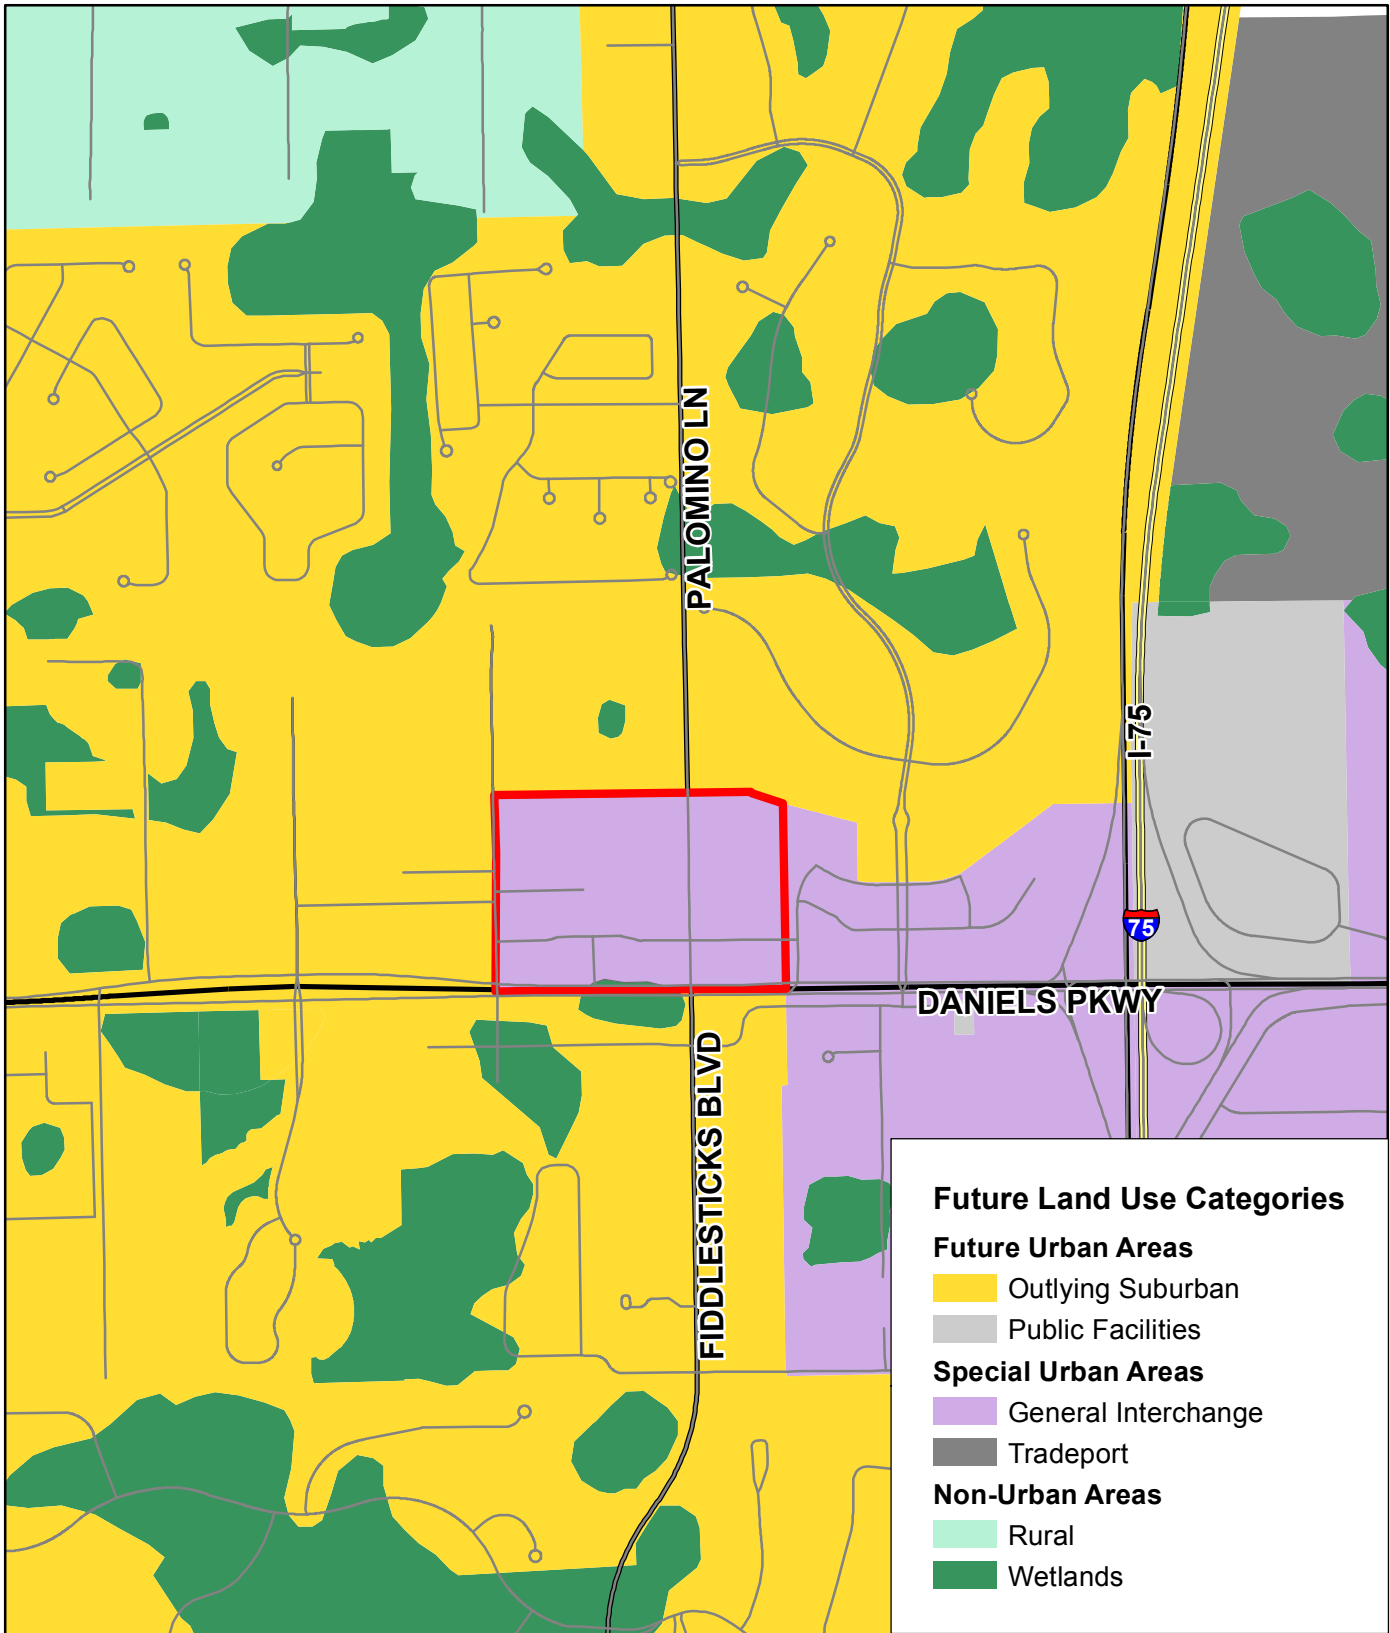 PALOMINO LN
I-75
75
DANIELS PKWY
FIDDLESTICKS BLVD
Future Land Use Categories
Future Urban Areas
Outlying Suburban
Public Facilities
Special Urban Areas
General Interchange
Tradeport
Non-Urban Areas
Rural
Wetlands